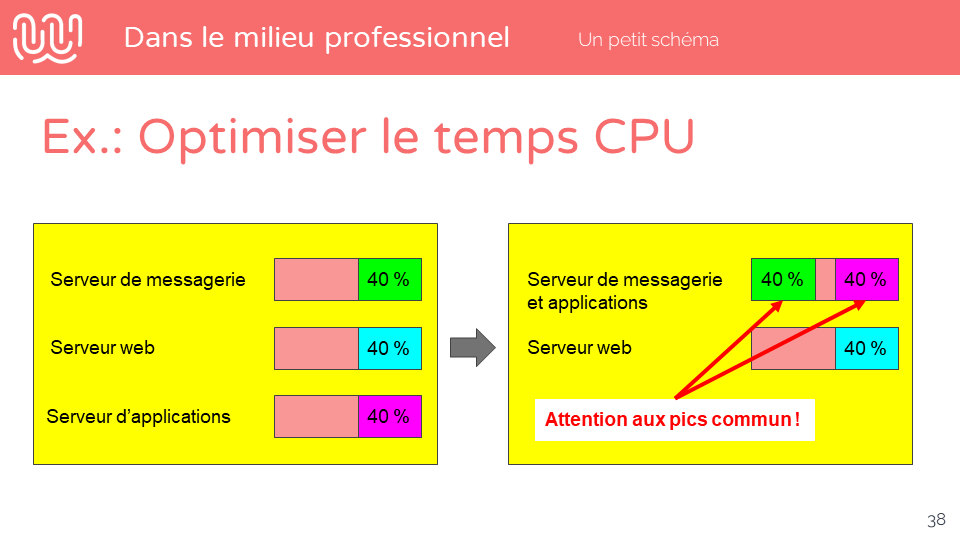 Dans le milieu professionnel
Un petit schéma
Ex.: Optimiser le temps CPU
Serveur de messagerie
40 %
Serveur web
40 %
Serveur d’applications
40 %
Serveur de messagerie
et applications
40 %
40 %
Serveur web
40 %
Attention aux pics commun !
38